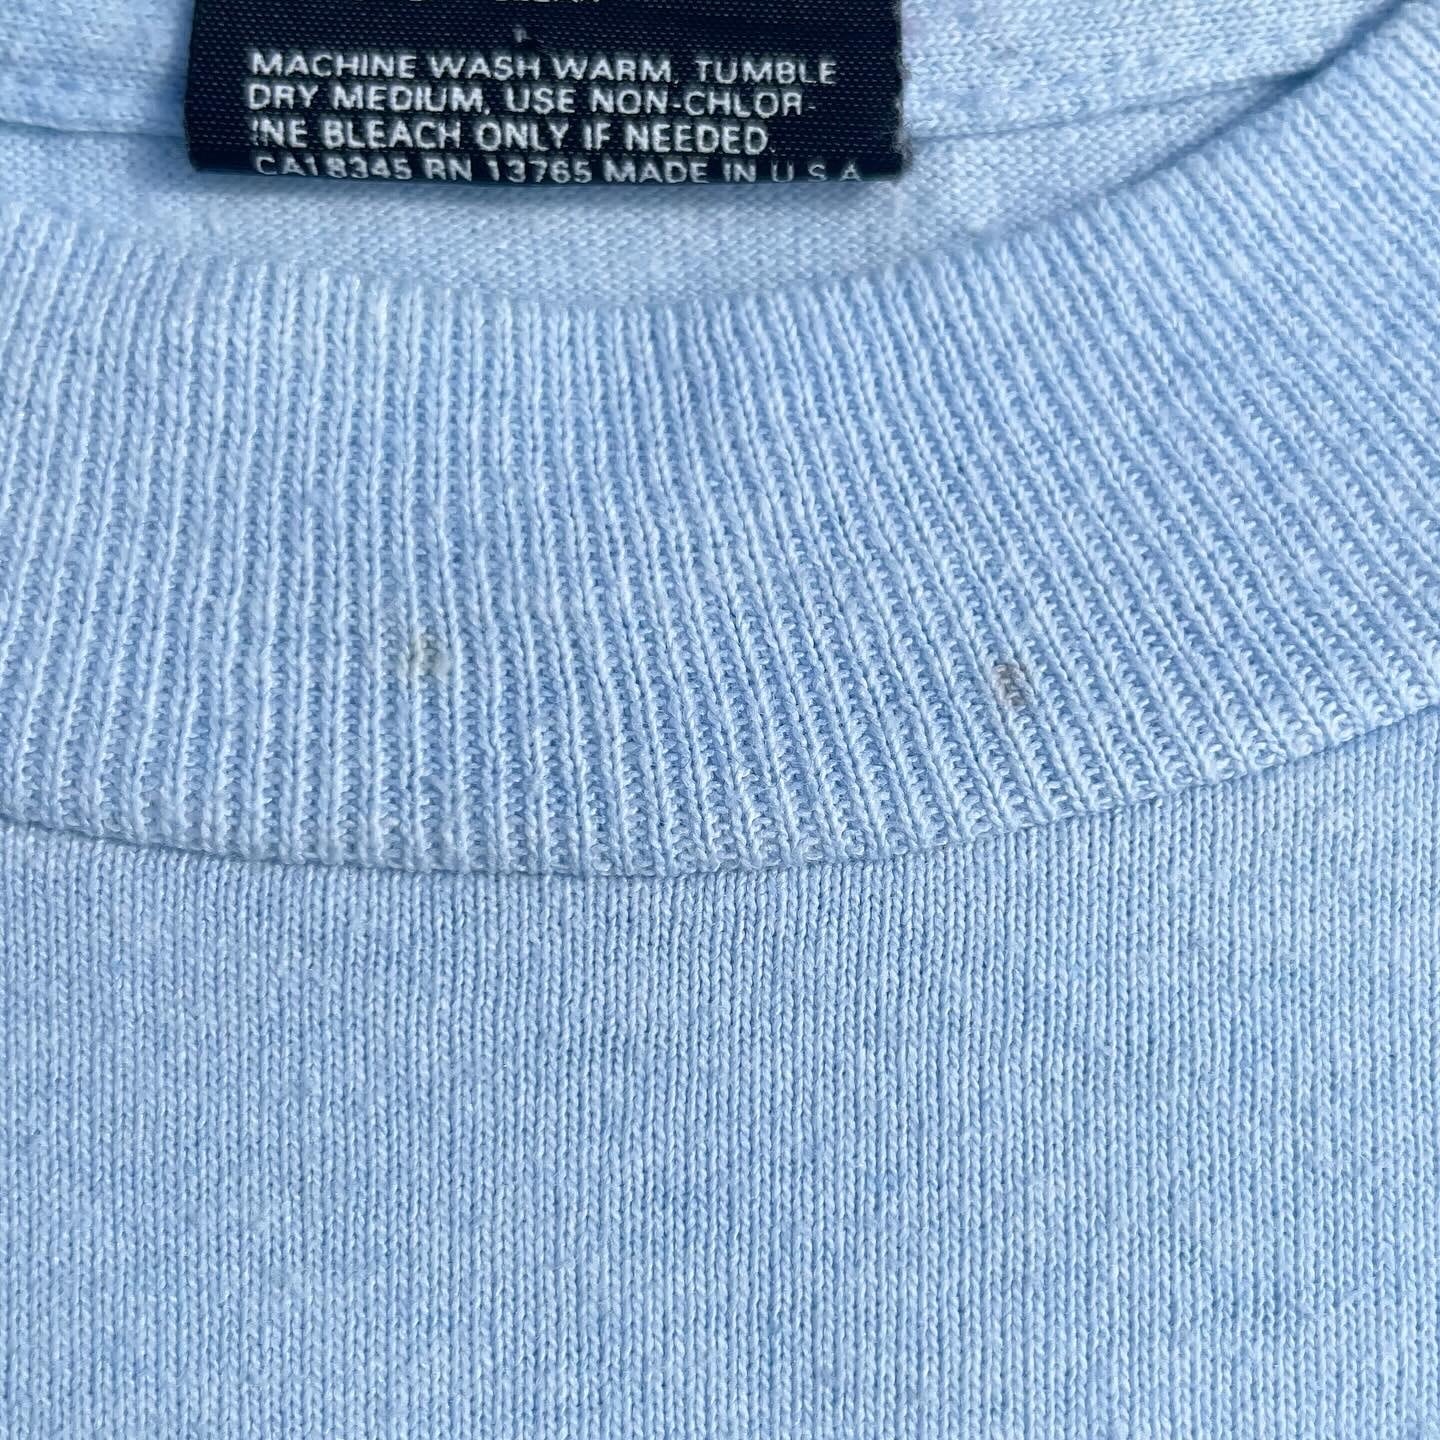 MACHINE WASH WARM, TUMBLE
DRY MEDIUM, USE NON-CHLOR-
INE BLEACH ONLY IF NEEDED.
CA18345 RN 13765 MADE IN U.S.A.